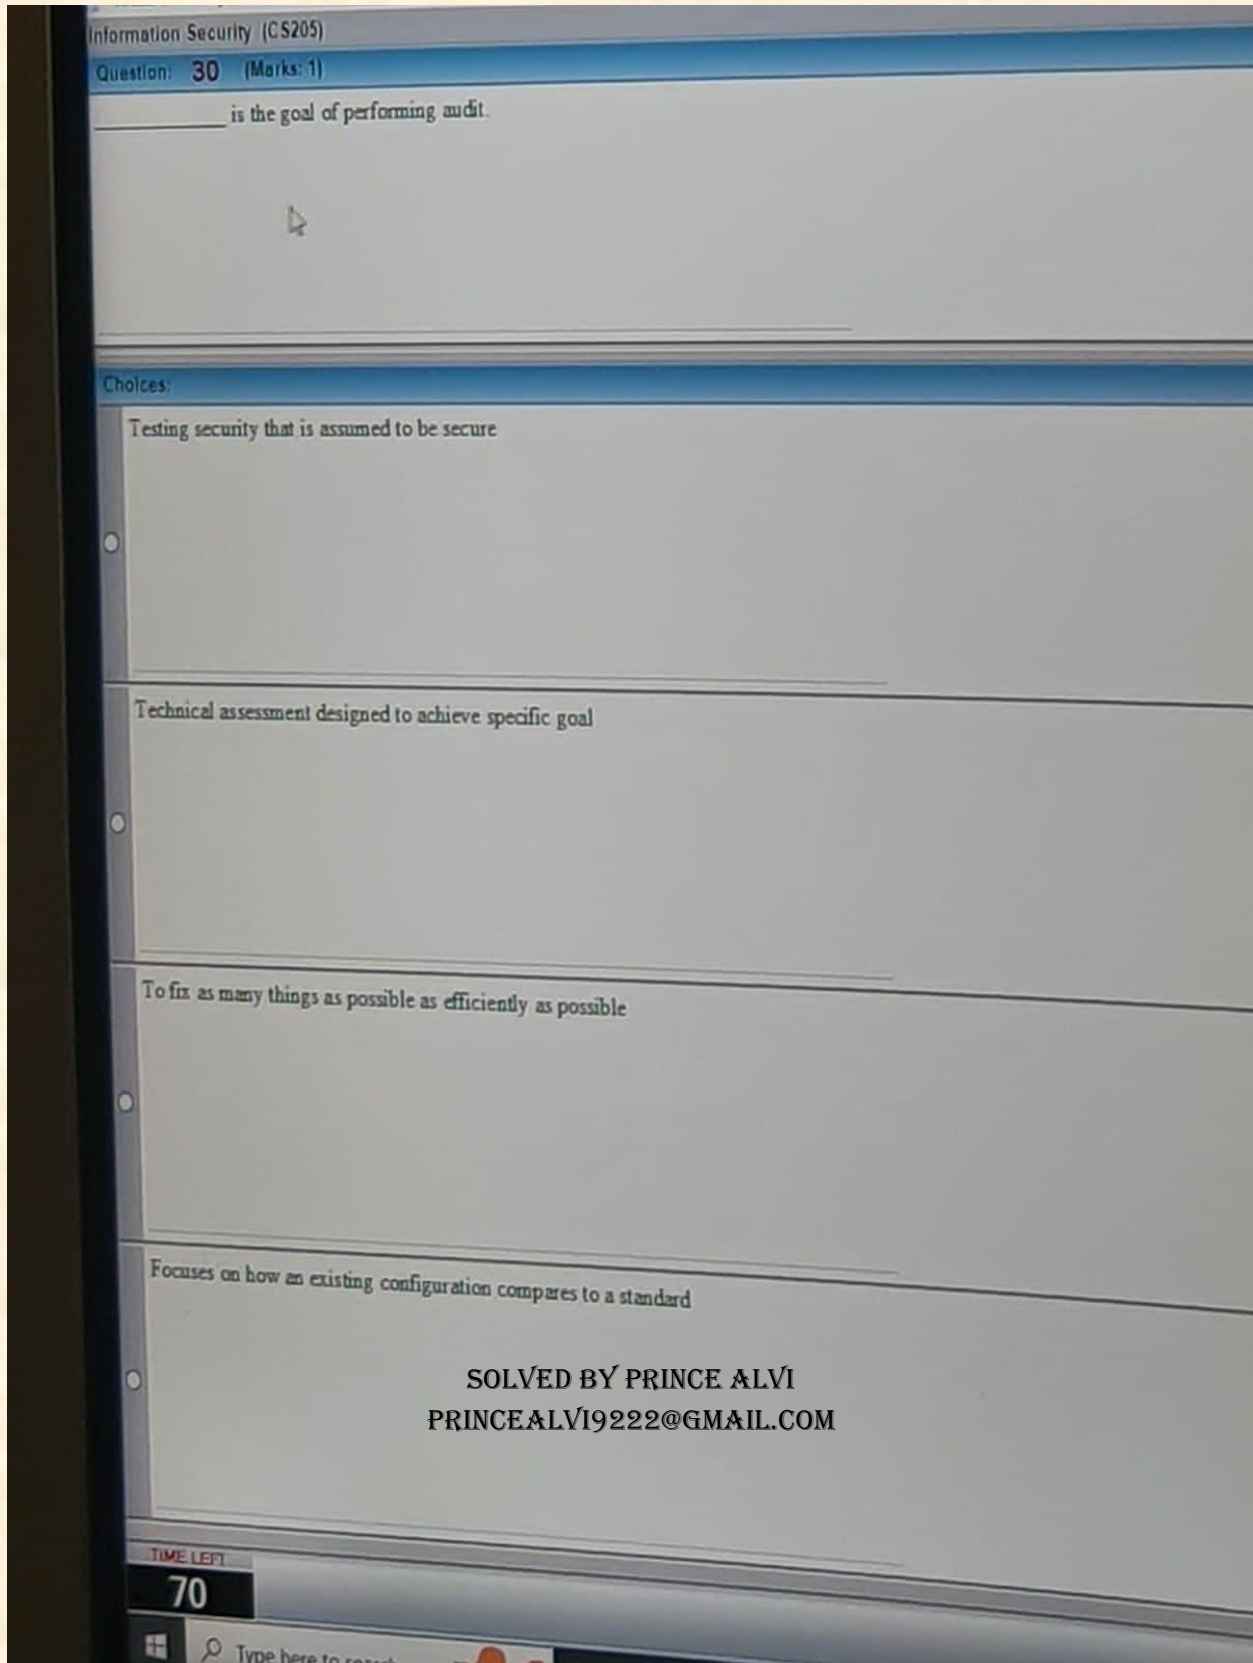 Information Security (CS205)
Question: 30 (Marks: 1)
____________ is the goal of performing audit.
Choices:
Testing security that is assumed to be secure
Technical assessment designed to achieve specific goal
To fix as many things as possible as efficiently as possible
Focuses on how an existing configuration compares to a standard
SOLVED BY PRINCE ALVI
PRINCEALVI9222@GMAIL.COM
TIME LEFT
70
Type here to search